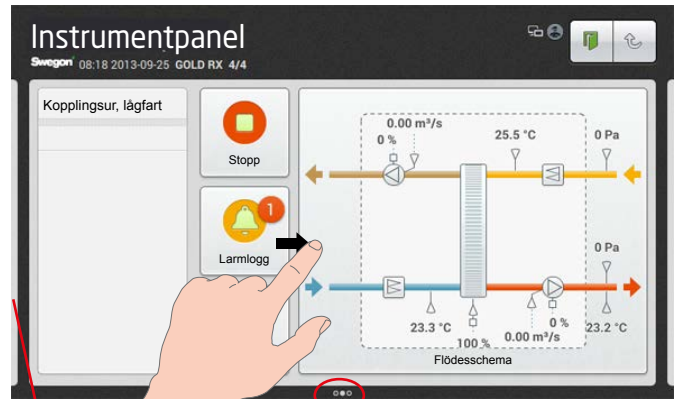 Instrumentpanel
Swegon 08:18 2013-09-25 GOLD RX 4/4
Kopplingsur, lågfart
Stopp
1
Larmlogg
0.00 m³/s
0 %
25.5 °C
0 Pa
0 Pa
23.3 °C
100 %
0.00 m³/s
0 %
23.2 °C
Flödesschema